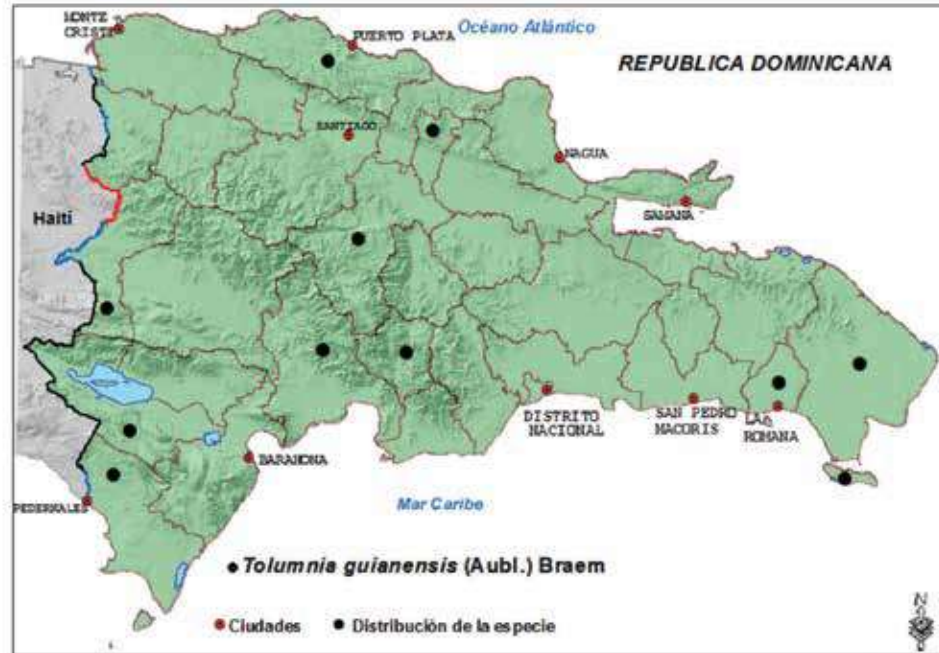 MONTE
CRISTI
PUERTO PLATA
Océano Atlántico
REPUBLICA DOMINICANA
SANTIAGO
NAGUA
SAMANA
Haití
DISTRITO
NACIONAL
SAN PEDRO
MACORIS
LA
ROMANA
BARAHONA
PEDERNALES
Mar Caribe
Tolumnia guianensis (Aubl.) Braem
Ciudades
Distribución de la especie
N